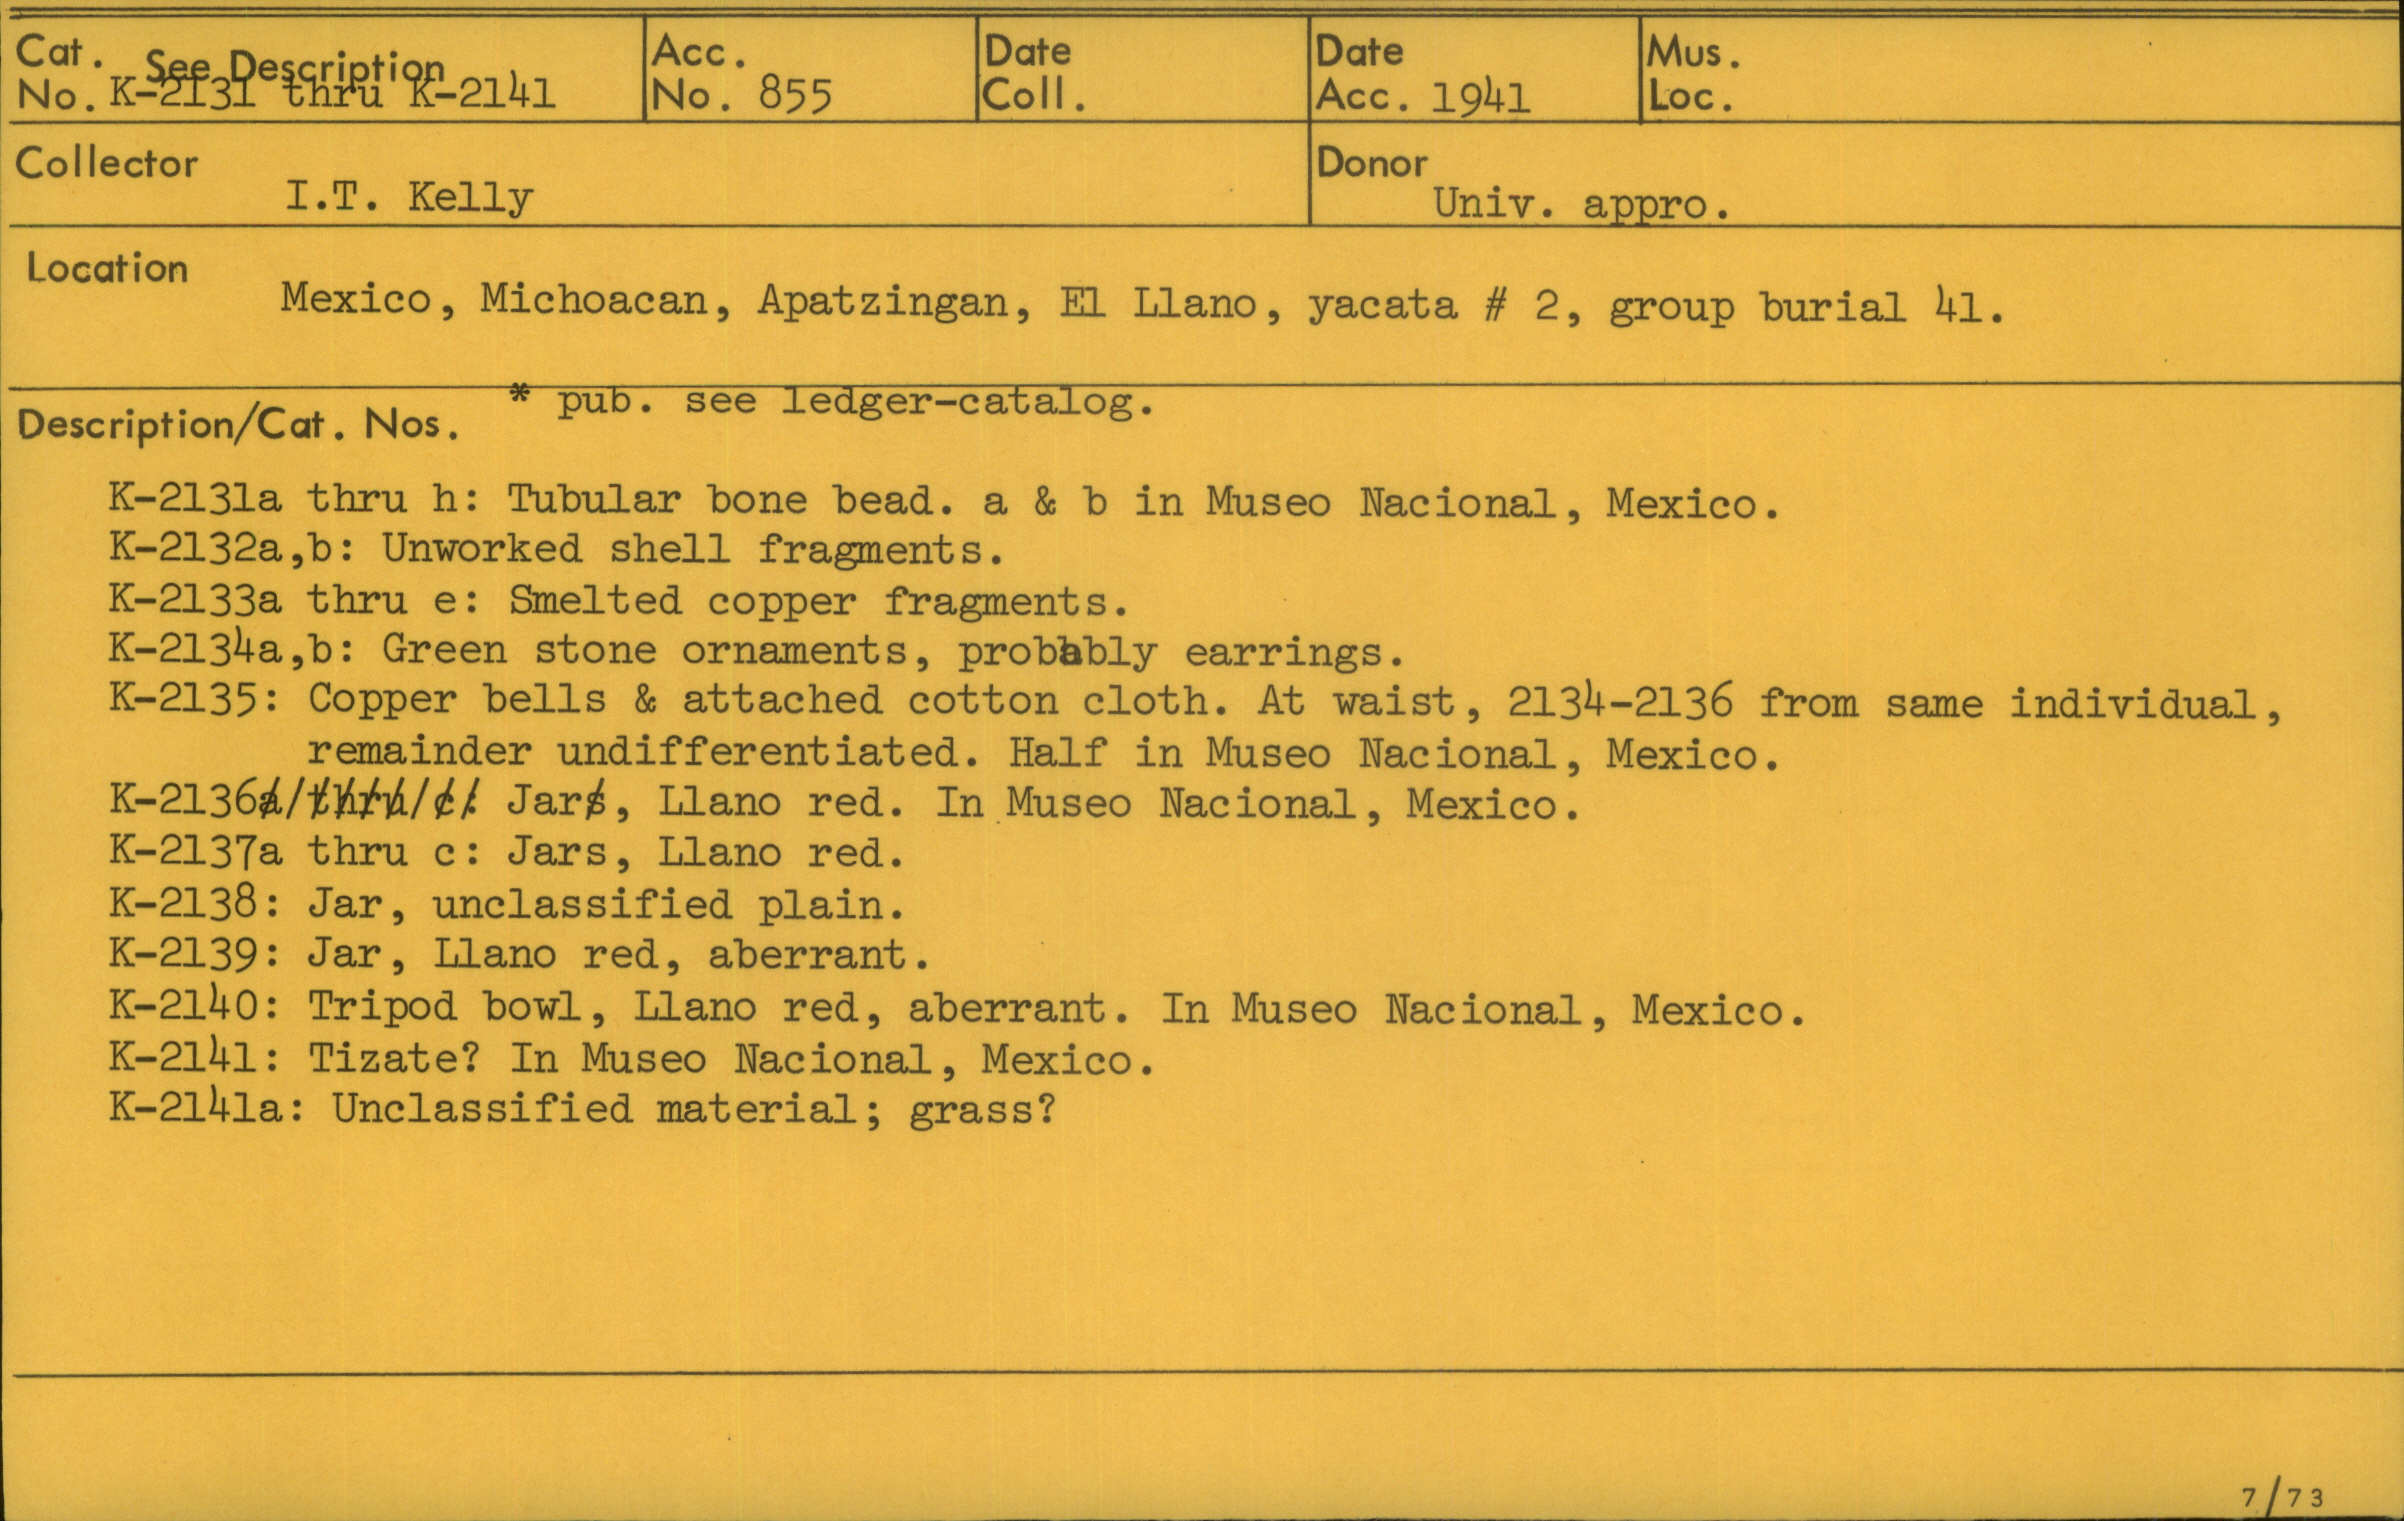 Cat. See Description
No. K-2131 thru K-2141
Acc.
No. 855
Date
Coll.
Date
Acc. 1941
Mus.
Loc.
Collector
I.T. Kelly
Donor
Univ. appro.
Location
Mexico, Michoacan, Apatzingan, El Llano, yacata # 2, group burial 41.
* pub. see ledger-catalog.
Description/Cat. Nos.
K-2131a thru h: Tubular bone bead. a & b in Museo Nacional, Mexico.
K-2132a,b: Unworked shell fragments.
K-2133a thru e: Smelted copper fragments.
K-2134a,b: Green stone ornaments, probably earrings.
K-2135: Copper bells & attached cotton cloth. At waist, 2134-2136 from same individual,
remainder undifferentiated. Half in Museo Nacional, Mexico.
K-2136a/thru/c: Jars, Llano red. In Museo Nacional, Mexico.
K-2137a thru c: Jars, Llano red.
K-2138: Jar, unclassified plain.
K-2139: Jar, Llano red, aberrant.
K-2140: Tripod bowl, Llano red, aberrant. In Museo Nacional, Mexico.
K-2141: Tizate? In Museo Nacional, Mexico.
K-2141a: Unclassified material; grass?
7/73